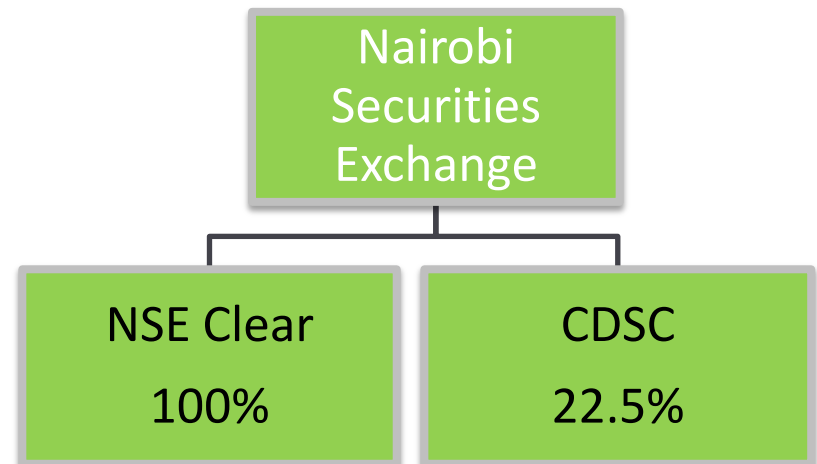 Nairobi
Securities
Exchange
NSE Clear
100%
CDSC
22.5%